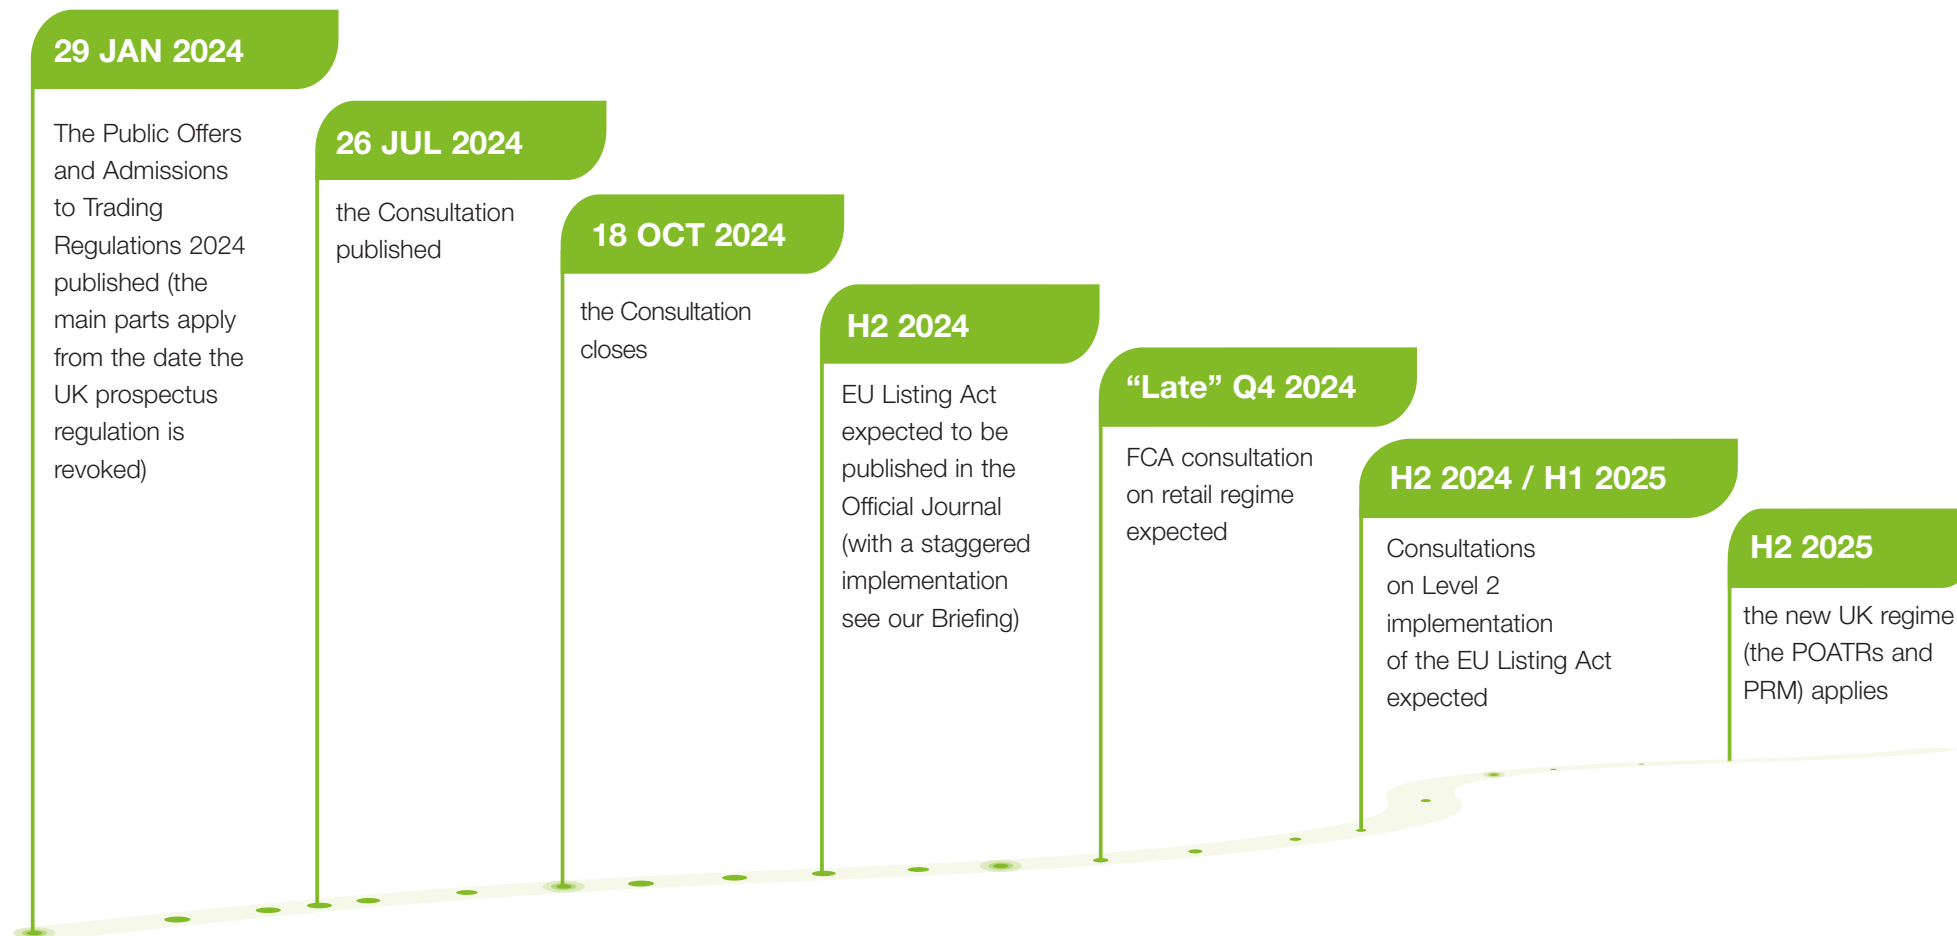 29 JAN 2024
The Public Offers
and Admissions
to Trading
Regulations 2024
published (the
main parts apply
from the date the
UK prospectus
regulation is
revoked)
26 JUL 2024
the Consultation
published
18 OCT 2024
the Consultation
closes
H2 2024
EU Listing Act
expected to be
published in the
Official Journal
(with a staggered
implementation
see our Briefing)
“Late” Q4 2024
FCA consultation
on retail regime
expected
H2 2024 / H1 2025
Consultations
on Level 2
implementation
of the EU Listing Act
expected
H2 2025
the new UK regime
(the POATRs and
PRM) applies